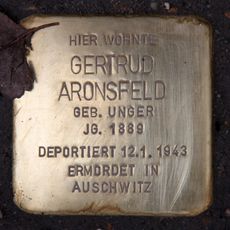 HIER WOHNTE
GERTRUD
ARONSFELD
GEB. UNGER
JG. 1889
DEPORTIERT 12.1. 1943
ERMORDET IN
AUSCHWITZ